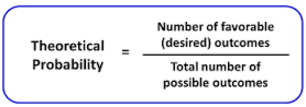 Theoretical
Probability
=
Number of favorable
(desired) outcomes
Total number of
possible outcomes